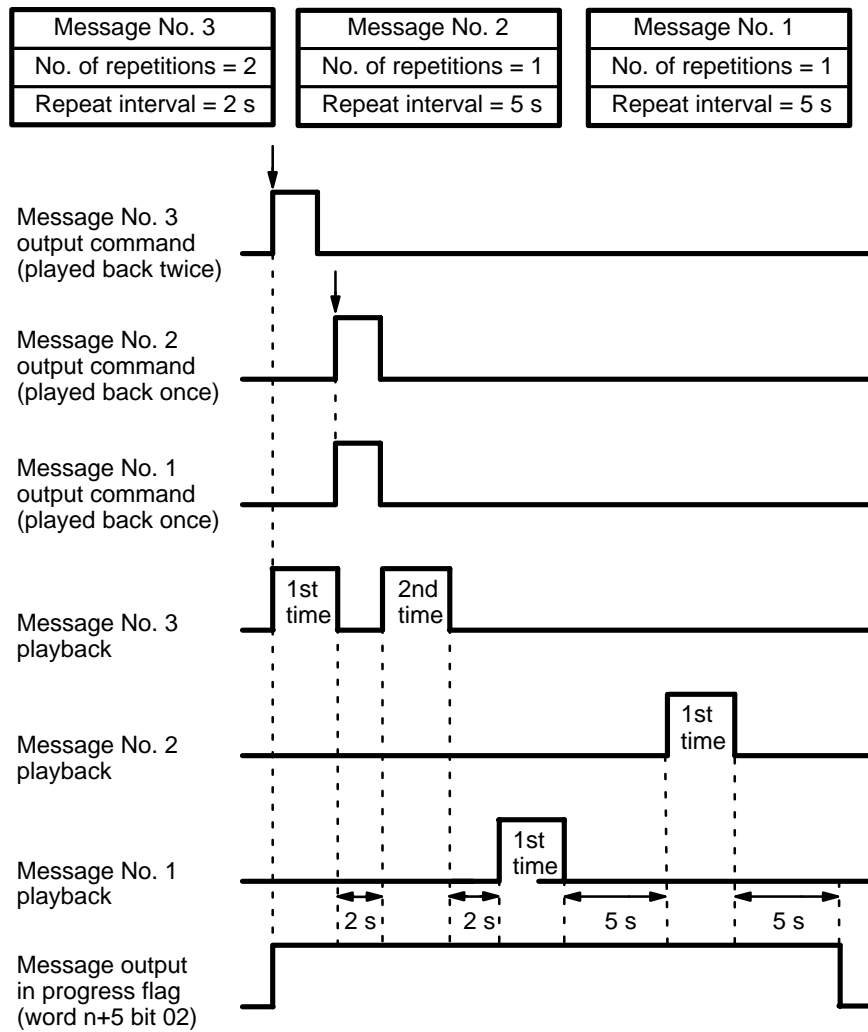 Message No. 3
No. of repetitions = 2
Repeat interval = 2 s
Message No. 2
No. of repetitions = 1
Repeat interval = 5 s
Message No. 1
No. of repetitions = 1
Repeat interval = 5 s
Message No. 3
output command
(played back twice)
Message No. 2
output command
(played back once)
Message No. 1
output command
(played back once)
Message No. 3
playback
1st
time
2nd
time
Message No. 2
playback
1st
time
Message No. 1
playback
1st
time
2 s
2 s
5 s
5 s
Message output
in progress flag
(word n+5 bit 02)